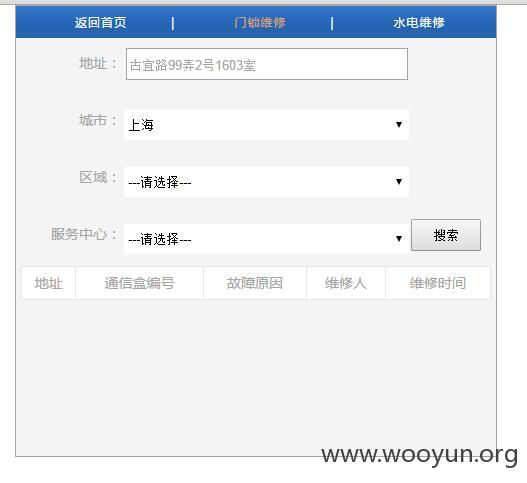 返回首页 | 门锁维修 | 水电维修
地址： 古宜路99弄2号1603室
城市： 上海
区域： ---请选择---
服务中心： ---请选择--- 搜索
地址 通信盒编号 故障原因 维修人 维修时间
www.wooyun.org